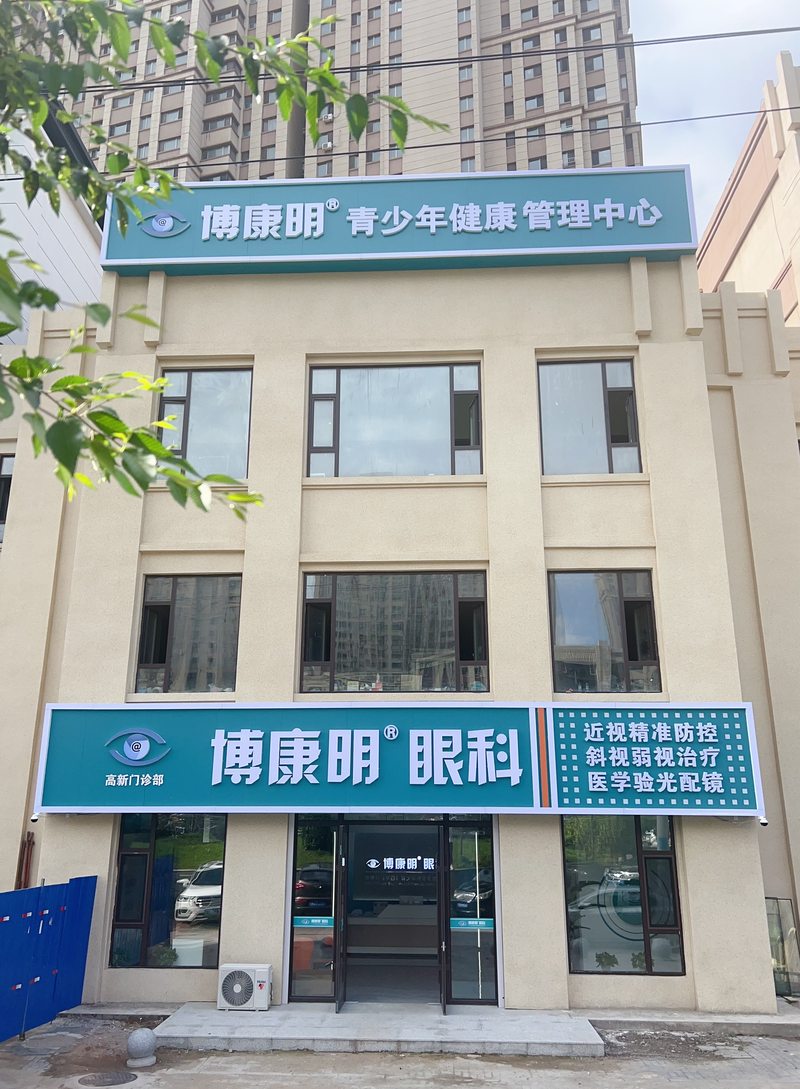 博康明® 青少年健康管理中心
高新门诊部
博康明® 眼科
近视精准防控
斜视弱视治疗
医学验光配镜
博康明® 眼科